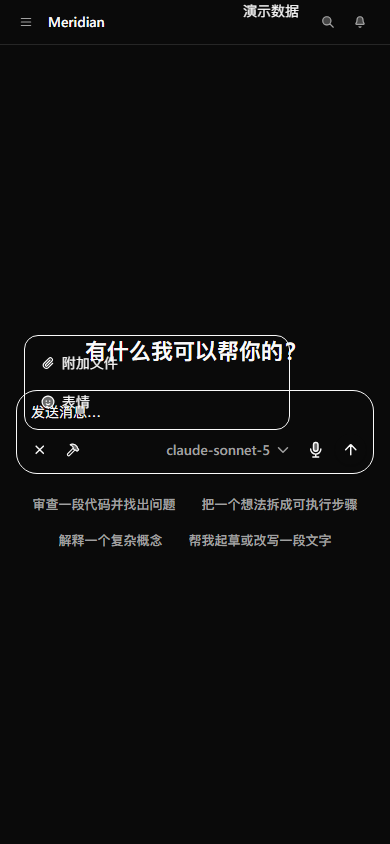 演示数据
Meridian
有什么我可以帮你的？
附加文件
表情
发送消息...
claude-sonnet-5
审查一段代码并找出问题
把一个想法拆成可执行步骤
解释一个复杂概念
帮我起草或改写一段文字